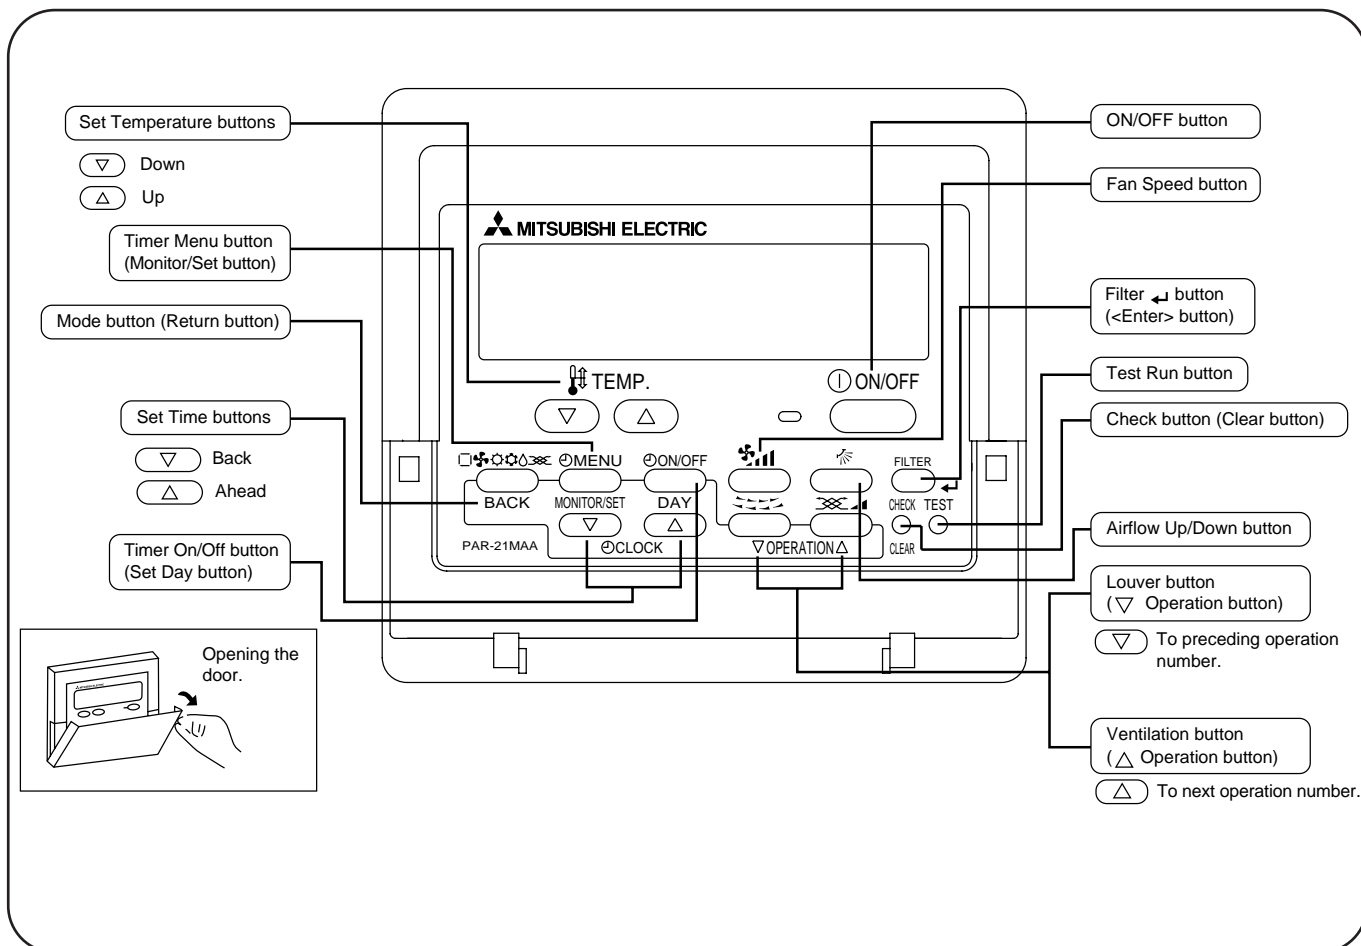 Set Temperature buttons
▽ Down
△ Up
Timer Menu button
(Monitor/Set button)
Mode button (Return button)
Set Time buttons
▽ Back
△ Ahead
Timer On/Off button
(Set Day button)
Opening the
door.
MITSUBISHI ELECTRIC
TEMP.
ON/OFF
▽ △
MENU
ON/OFF
FILTER
BACK
MONITOR/SET
DAY
CHECK TEST
▽ △
PAR-21MAA
CLOCK
▽ OPERATION △
CLEAR
ON/OFF button
Fan Speed button
Filter ↵ button
(<Enter> button)
Test Run button
Check button (Clear button)
Airflow Up/Down button
Louver button
(▽ Operation button)
▽ To preceding operation
number.
Ventilation button
(△ Operation button)
△ To next operation number.